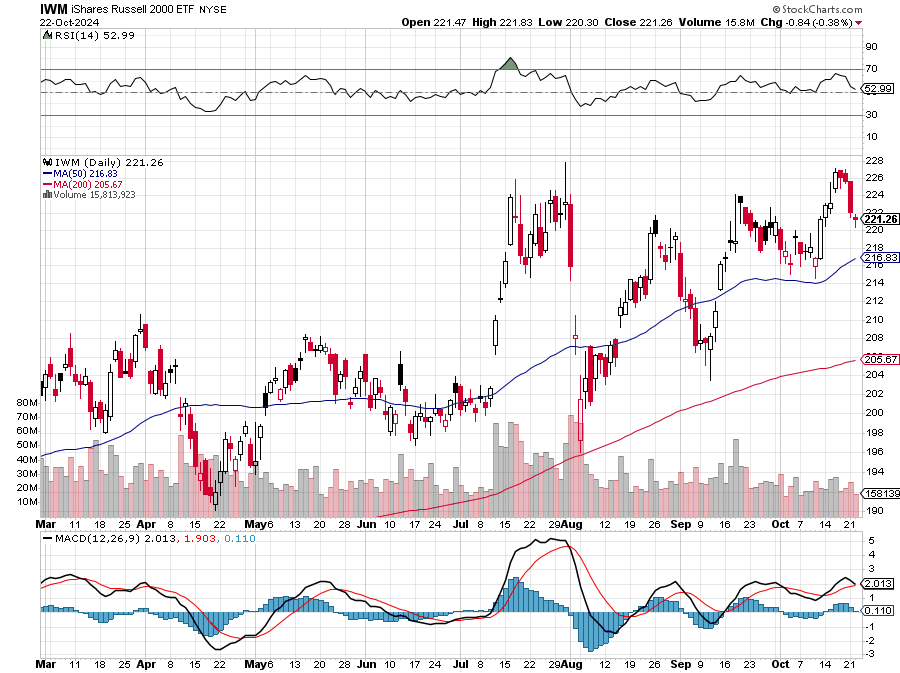 IWM iShares Russell 2000 ETF NYSE
© StockCharts.com
22-Oct-2024
Open 221.47 High 221.83 Low 220.30 Close 221.26 Volume 15.8M Chg -0.84 (-0.38%)
RSI(14) 52.99
90
70
52.99
30
10
IWM (Daily) 221.26
MA(50) 216.83
MA(200) 205.67
Volume 15,813,923
228
226
224
222
221.26
220
218
216.83
216
214
212
210
208
205.67
204
202
200
198
196
194
158139
190
80M
70M
60M
50M
40M
30M
20M
10M
Mar 11 18 25 Apr 8 15 22 May 6 13 20 28 Jun 10 17 24 Jul 8 15 22 29 Aug 12 19 26 Sep 9 16 23 Oct 7 14 21
MACD(12,26,9) 2.013, 1.903, 0.110
5
4
3
2.013
1
0.110
-1
-2
-3
Mar 11 18 25 Apr 8 15 22 May 6 13 20 28 Jun 10 17 24 Jul 8 15 22 29 Aug 12 19 26 Sep 9 16 23 Oct 7 14 21